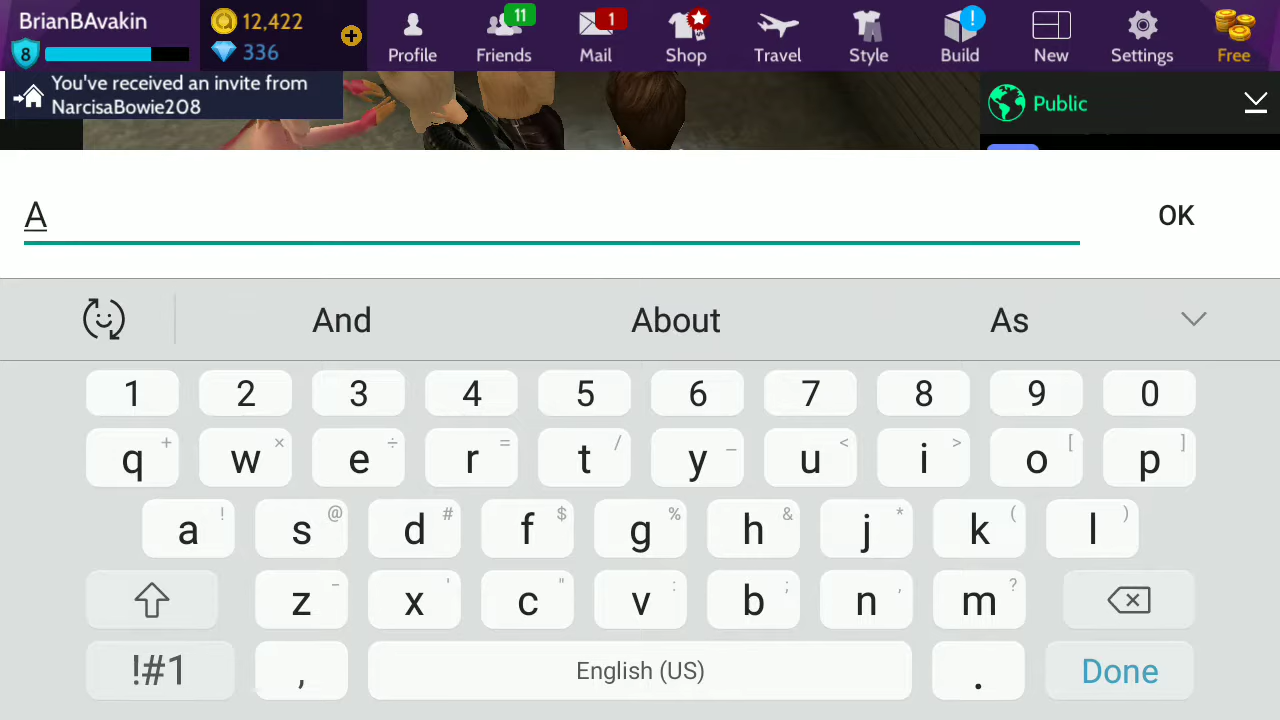 BrianBAvakin
8
12,422
336
Profile
11
Friends
1
Mail
Shop
Travel
Style
!
Build
New
Settings
Free
You've received an invite from
NarcisaBowie208
Public
A
OK
And About As
1 2 3 4 5 6 7 8 9 0
q + w × e ÷ r = t / y _ u < i > o [ p ]
a ! s @ d # f $ g % h & j * k ( l )
z - x ' c " v : b ; n , m ?
!#1 , English (US) . Done